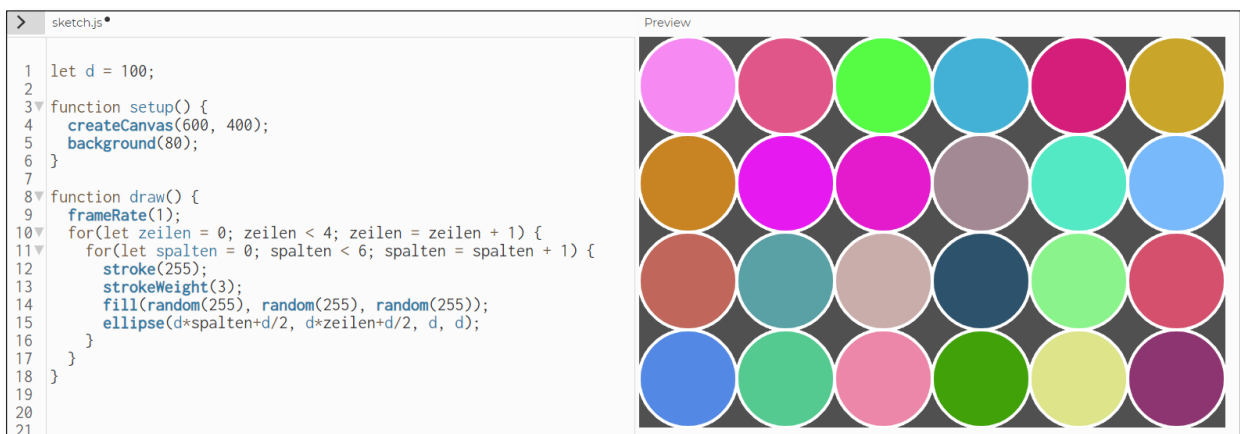 sketch.js
Preview
1 let d = 100;
2
3 function setup() {
4 createCanvas(600, 400);
5 background(80);
6 }
7
8 function draw() {
9 frameRate(1);
10 for(let zeilen = 0; zeilen < 4; zeilen = zeilen + 1) {
11 for(let spalten = 0; spalten < 6; spalten = spalten + 1) {
12 stroke(255);
13 strokeWeight(3);
14 fill(random(255), random(255), random(255));
15 ellipse(d*spalten+d/2, d*zeilen+d/2, d, d);
16 }
17 }
18 }
19
20
21